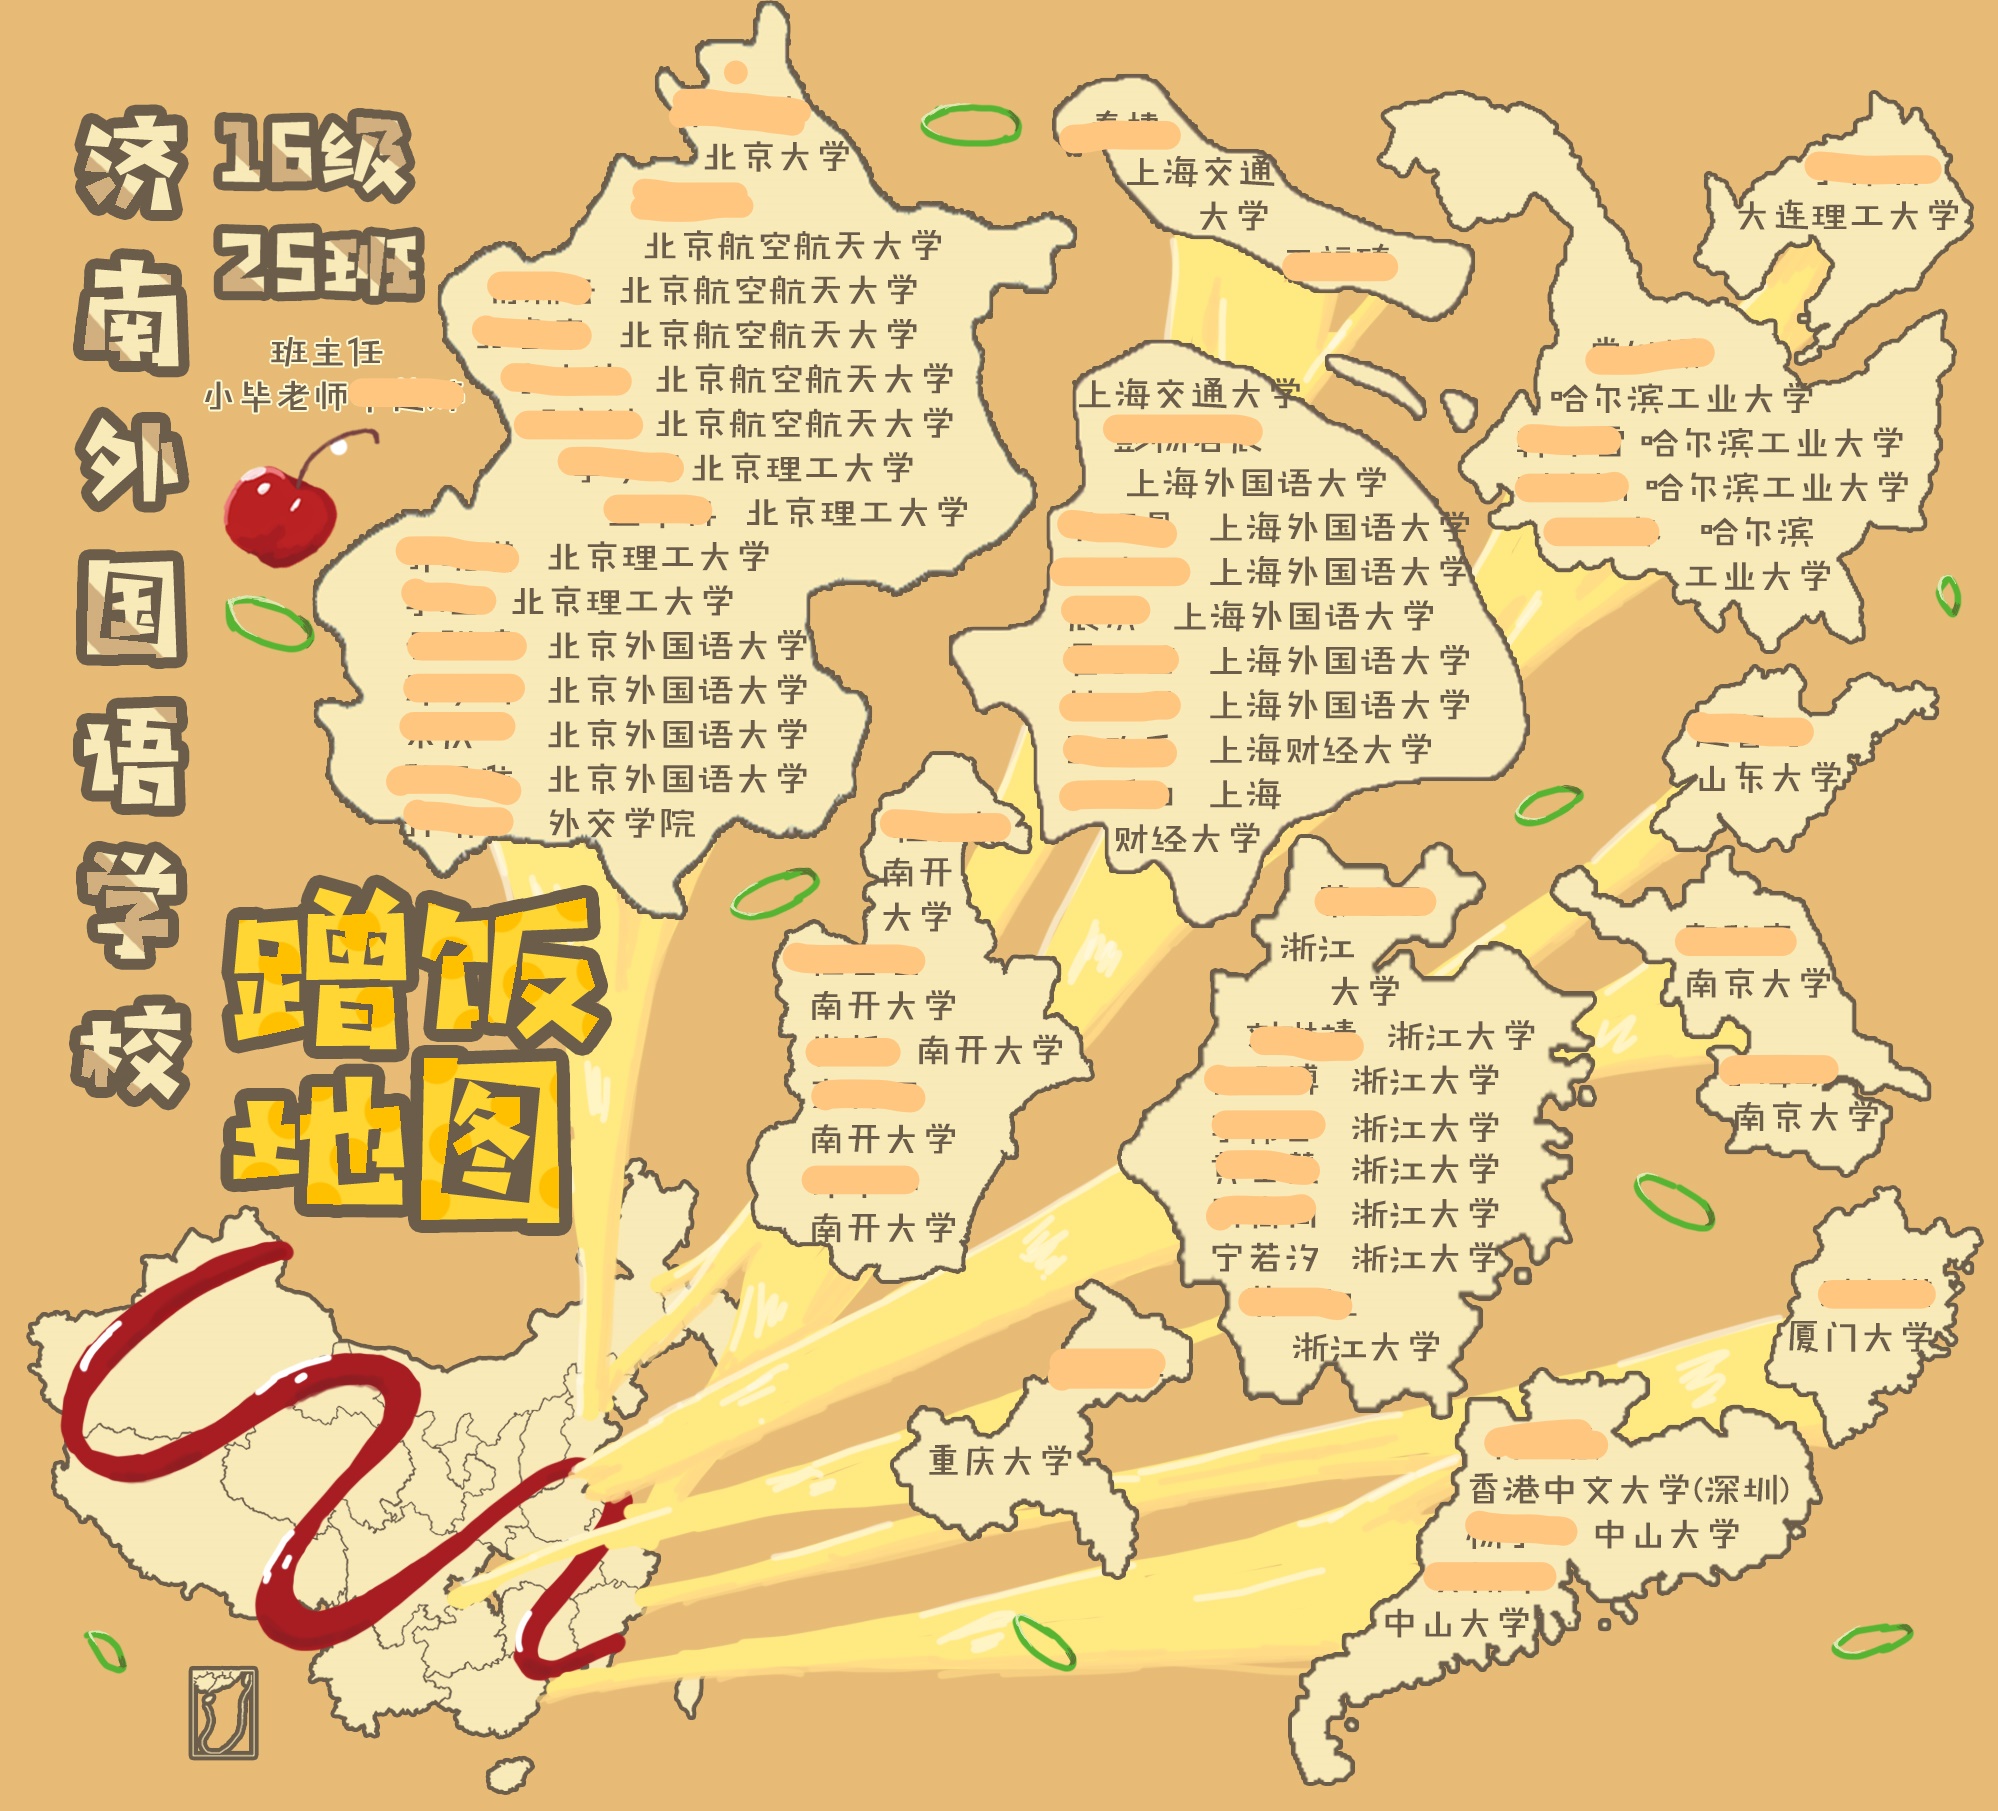 济南外国语学校
16级
25班
班主任
小毕老师
蹭饭
地图
北京大学
北京航空航天大学
北京航空航天大学
北京航空航天大学
北京航空航天大学
北京航空航天大学
北京理工大学
北京理工大学
北京理工大学
北京理工大学
北京外国语大学
北京外国语大学
北京外国语大学
北京外国语大学
外交学院
上海交通
大学
上海交通大学
上海外国语大学
上海外国语大学
上海外国语大学
上海外国语大学
上海外国语大学
上海外国语大学
上海财经大学
上海
财经大学
大连理工大学
哈尔滨工业大学
哈尔滨工业大学
哈尔滨工业大学
哈尔滨
工业大学
山东大学
南开
大学
南开大学
南开大学
南开大学
南开大学
浙江
大学
浙江大学
浙江大学
浙江大学
浙江大学
浙江大学
宁若汐 浙江大学
浙江大学
南京大学
南京大学
重庆大学
厦门大学
香港中文大学(深圳)
中山大学
中山大学